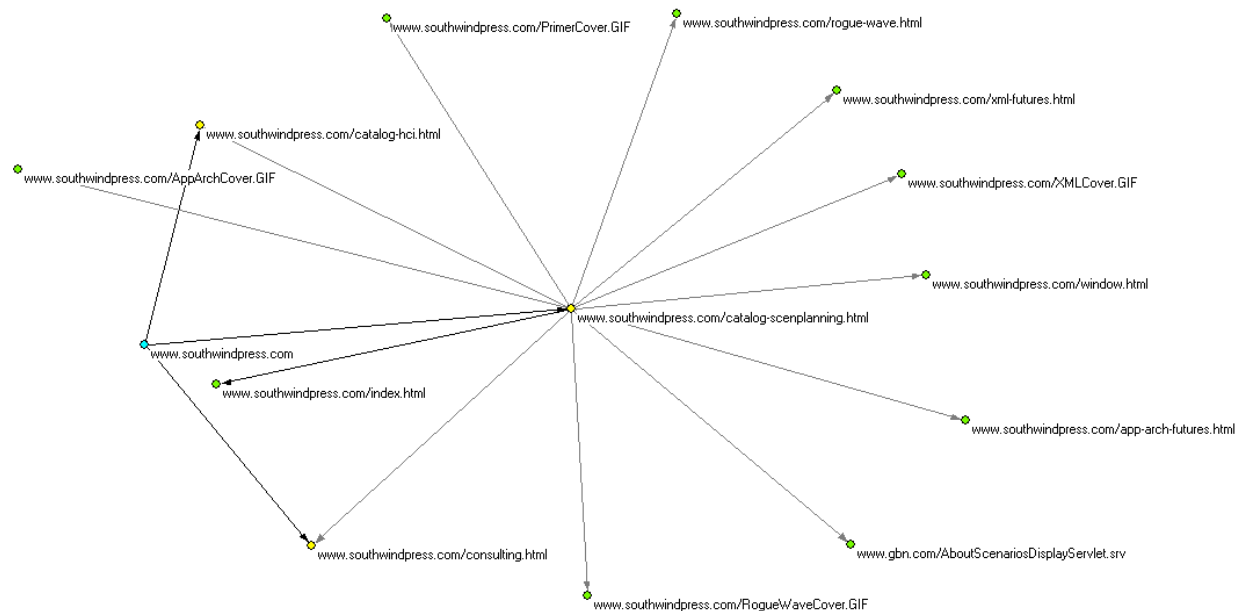 www.southwindpress.com/rogue-wave.html
www.southwindpress.com/PrimerCover.GIF
www.southwindpress.com/xml-futures.html
www.southwindpress.com/catalog-hci.html
www.southwindpress.com/AppArchCover.GIF
www.southwindpress.com/XMLCover.GIF
www.southwindpress.com/window.html
www.southwindpress.com/catalog-scenplanning.html
www.southwindpress.com
www.southwindpress.com/index.html
www.southwindpress.com/app-arch-futures.html
www.southwindpress.com/consulting.html
www.gbn.com/AboutScenariosDisplayServlet.srv
www.southwindpress.com/RogueWaveCover.GIF